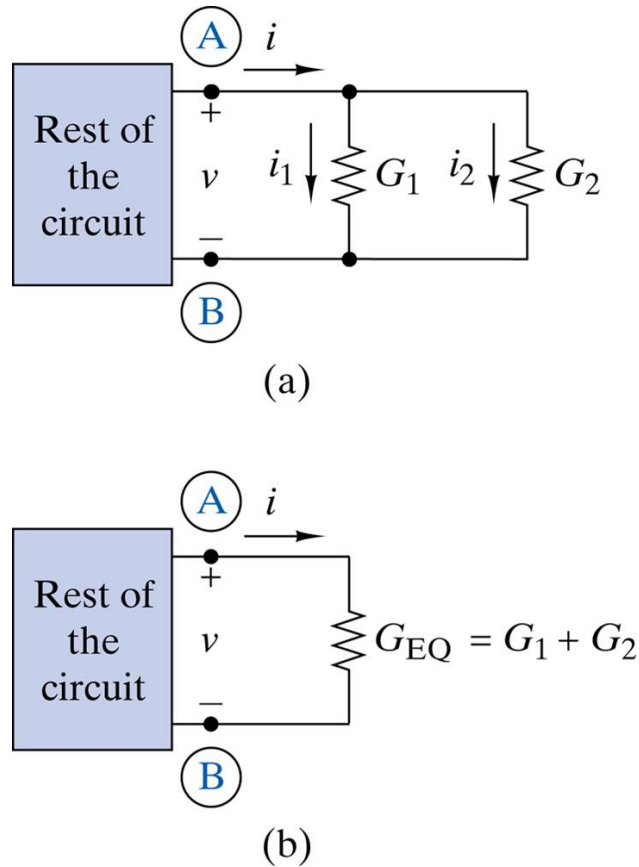 A
i
+
Rest of
the
circuit
v
i1
G1
i2
G2
–
B
(a)
A
i
+
Rest of
the
circuit
v
GEQ = G1 + G2
–
B
(b)